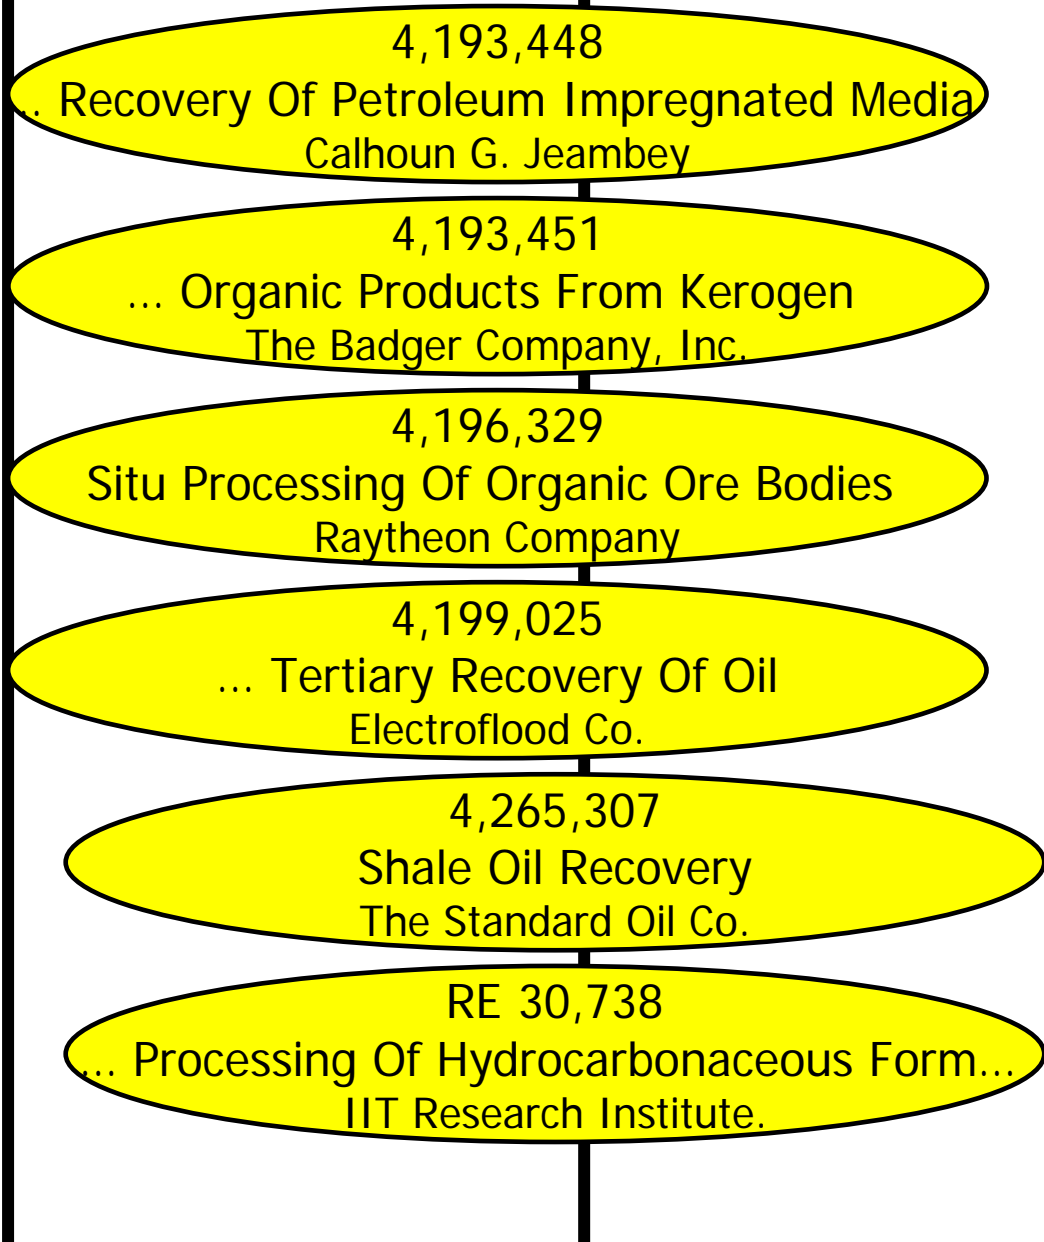 4,193,448
... Recovery Of Petroleum Impregnated Media
Calhoun G. Jeambey
4,193,451
... Organic Products From Kerogen
The Badger Company, Inc.
4,196,329
Situ Processing Of Organic Ore Bodies
Raytheon Company
4,199,025
... Tertiary Recovery Of Oil
Electroflood Co.
4,265,307
Shale Oil Recovery
The Standard Oil Co.
RE 30,738
... Processing Of Hydrocarbonaceous Form...
IIT Research Institute.